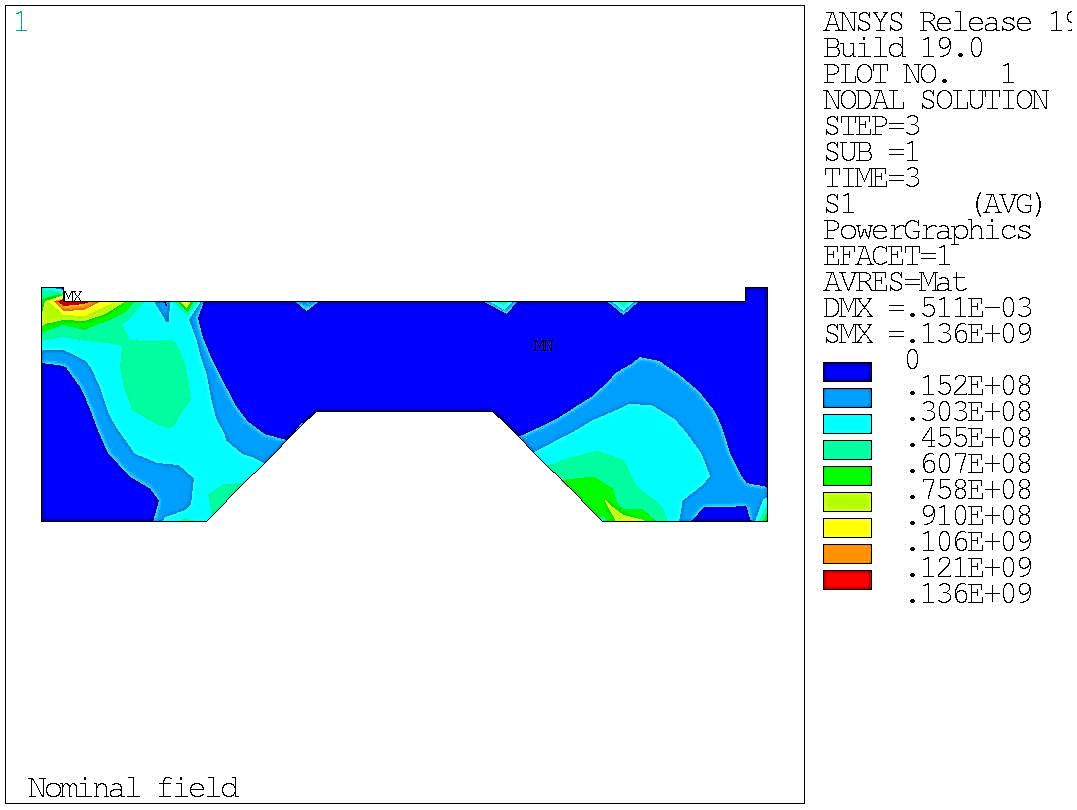 1
ANSYS Release 19
Build 19.0
PLOT NO. 1
NODAL SOLUTION
STEP=3
SUB =1
TIME=3
S1 (AVG)
PowerGraphics
EFACET=1
AVRES=Mat
DMX =.511E-03
SMX =.136E+09
0
.152E+08
.303E+08
.455E+08
.607E+08
.758E+08
.910E+08
.106E+09
.121E+09
.136E+09
MX
MN
Nominal field